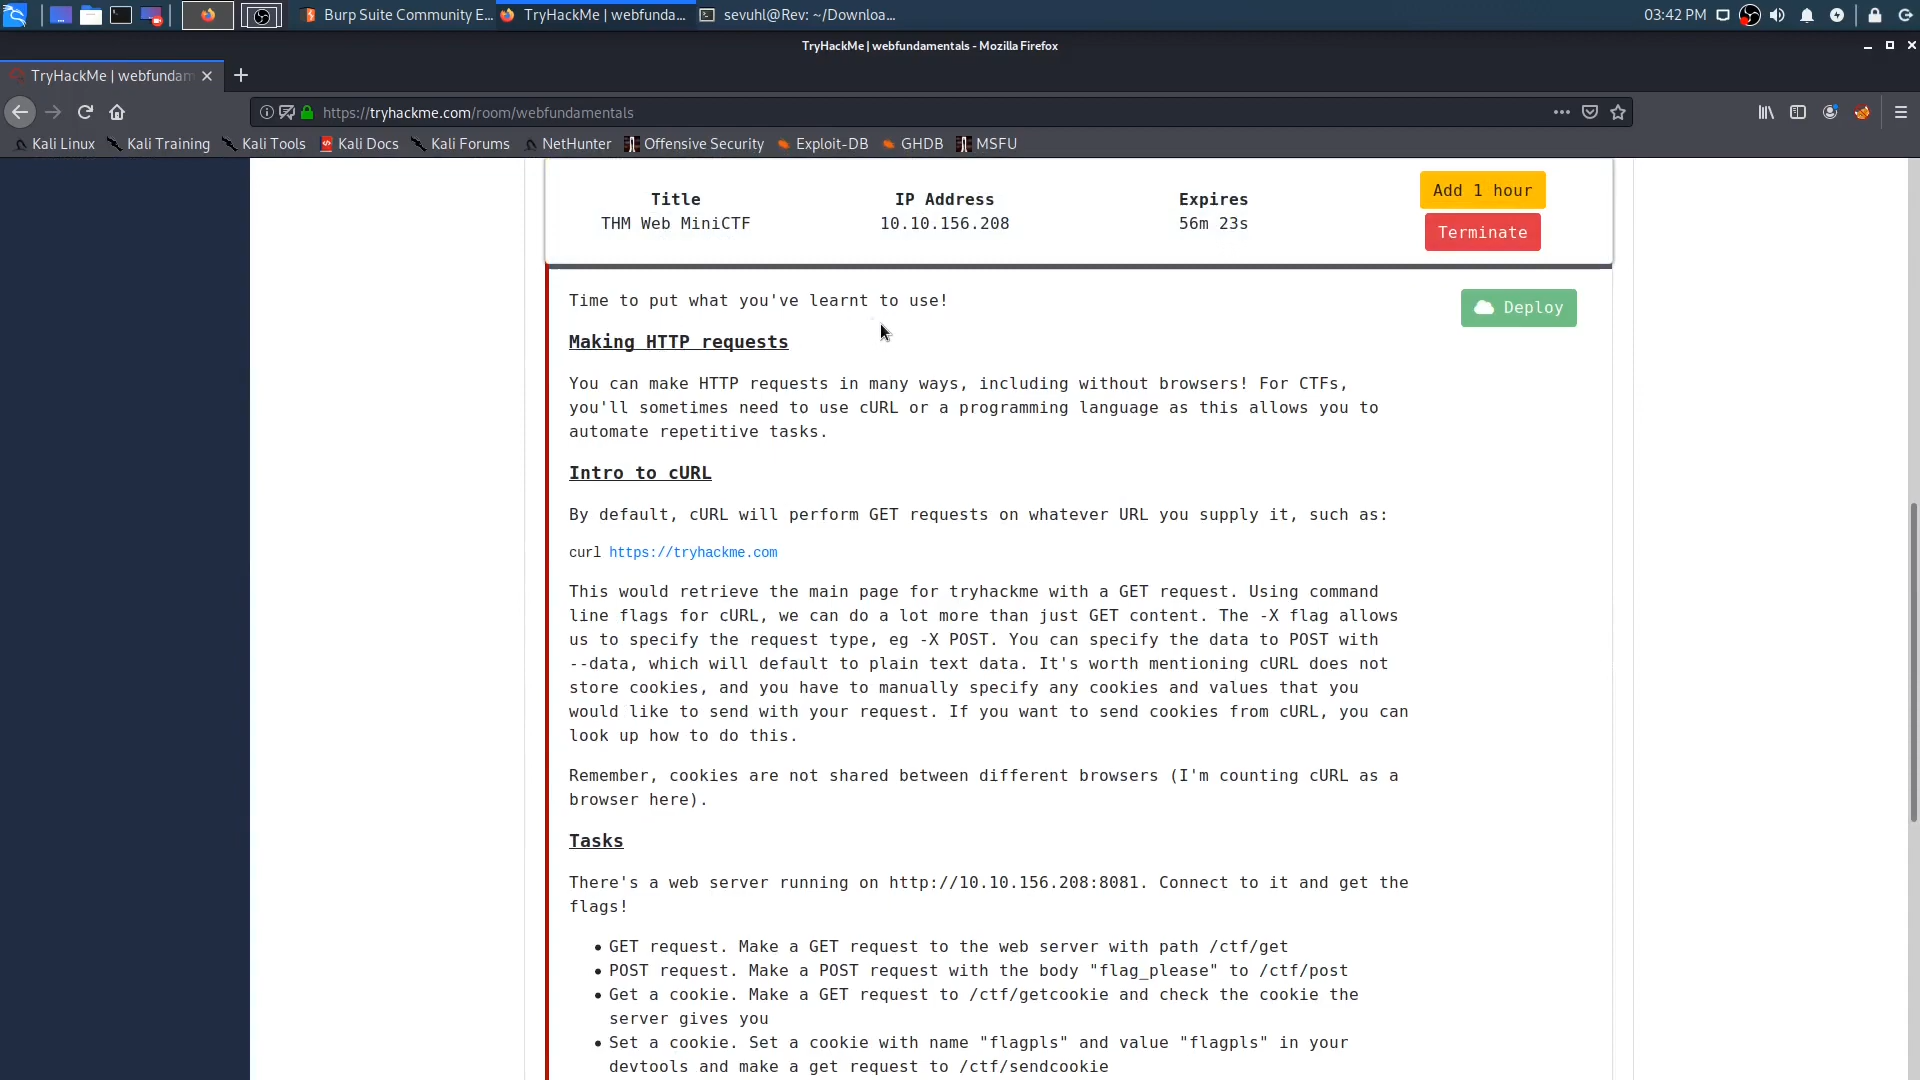 Burp Suite Community E...
TryHackMe | webfunda...
sevuhl@Rev: ~/Downloa...
03:42 PM
TryHackMe | webfundamentals - Mozilla Firefox
TryHackMe | webfundam
https://tryhackme.com/room/webfundamentals
Kali Linux
Kali Training
Kali Tools
Kali Docs
Kali Forums
NetHunter
Offensive Security
Exploit-DB
GHDB
MSFU
Title
IP Address
Expires
Add 1 hour
THM Web MiniCTF
10.10.156.208
56m 23s
Terminate
Time to put what you've learnt to use!
Deploy
Making HTTP requests
You can make HTTP requests in many ways, including without browsers! For CTFs,
you'll sometimes need to use cURL or a programming language as this allows you to
automate repetitive tasks.
Intro to cURL
By default, cURL will perform GET requests on whatever URL you supply it, such as:
curl https://tryhackme.com
This would retrieve the main page for tryhackme with a GET request. Using command
line flags for cURL, we can do a lot more than just GET content. The -X flag allows
us to specify the request type, eg -X POST. You can specify the data to POST with
--data, which will default to plain text data. It's worth mentioning cURL does not
store cookies, and you have to manually specify any cookies and values that you
would like to send with your request. If you want to send cookies from cURL, you can
look up how to do this.
Remember, cookies are not shared between different browsers (I'm counting cURL as a
browser here).
Tasks
There's a web server running on http://10.10.156.208:8081. Connect to it and get the
flags!
• GET request. Make a GET request to the web server with path /ctf/get
• POST request. Make a POST request with the body "flag_please" to /ctf/post
• Get a cookie. Make a GET request to /ctf/getcookie and check the cookie the
server gives you
• Set a cookie. Set a cookie with name "flagpls" and value "flagpls" in your
devtools and make a get request to /ctf/sendcookie